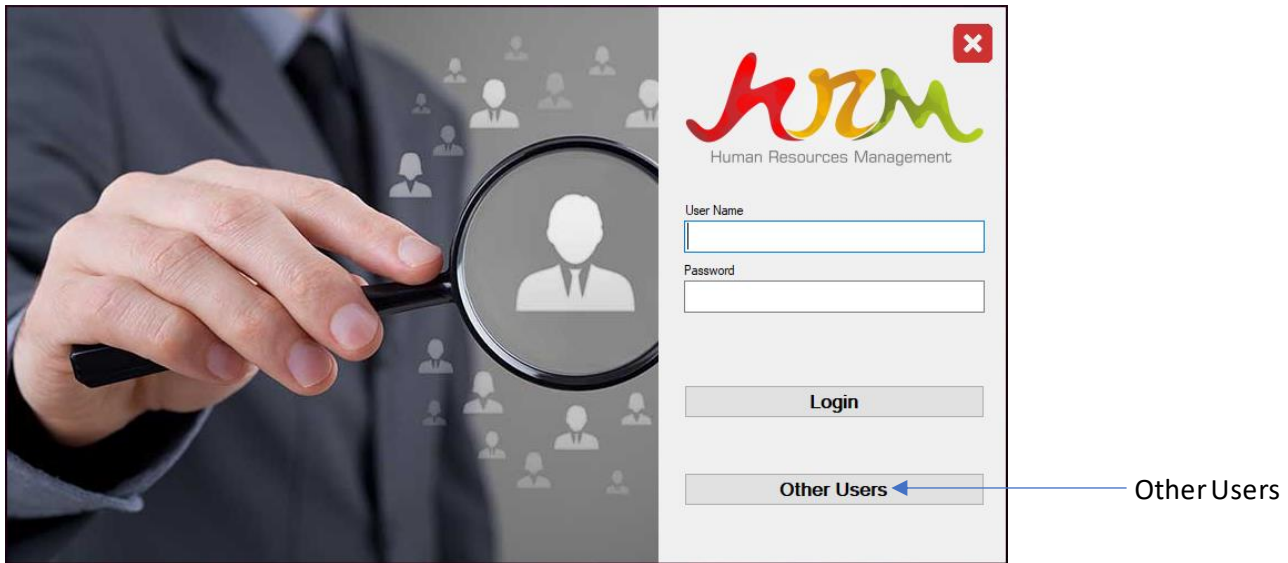 hrm
Human Resources Management
User Name
Password
Login
Other Users
Other Users